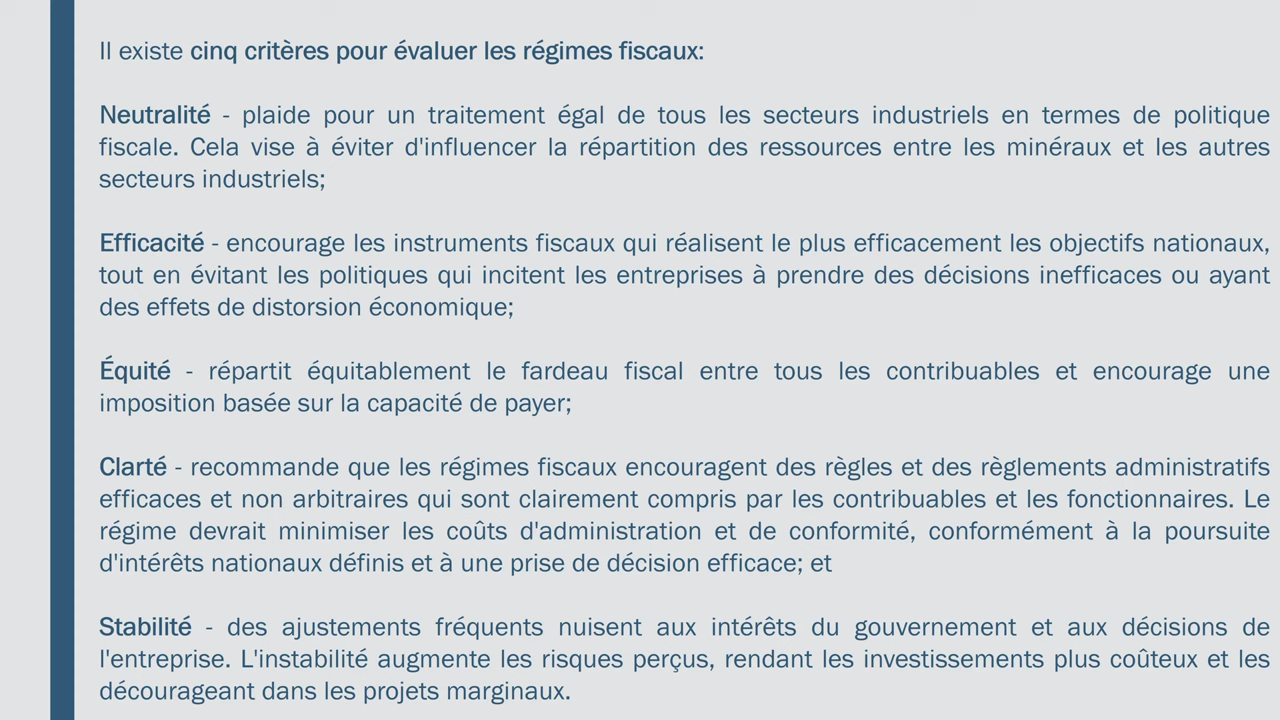 Il existe cinq critères pour évaluer les régimes fiscaux:
Neutralité - plaide pour un traitement égal de tous les secteurs industriels en termes de politique
fiscale. Cela vise à éviter d'influencer la répartition des ressources entre les minéraux et les autres
secteurs industriels;
Efficacité - encourage les instruments fiscaux qui réalisent le plus efficacement les objectifs nationaux,
tout en évitant les politiques qui incitent les entreprises à prendre des décisions inefficaces ou ayant
des effets de distorsion économique;
Équité - répartit équitablement le fardeau fiscal entre tous les contribuables et encourage une
imposition basée sur la capacité de payer;
Clarté - recommande que les régimes fiscaux encouragent des règles et des règlements administratifs
efficaces et non arbitraires qui sont clairement compris par les contribuables et les fonctionnaires. Le
régime devrait minimiser les coûts d'administration et de conformité, conformément à la poursuite
d'intérêts nationaux définis et à une prise de décision efficace; et
Stabilité - des ajustements fréquents nuisent aux intérêts du gouvernement et aux décisions de
l'entreprise. L'instabilité augmente les risques perçus, rendant les investissements plus coûteux et les
décourageant dans les projets marginaux.